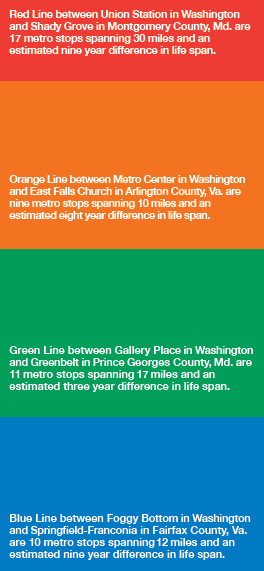 Red Line between Union Station in Washington
and Shady Grove in Montgomery County, Md. are
17 metro stops spanning 30 miles and an
estimated nine year difference in life span.
Orange Line between Metro Center in Washington
and East Falls Church in Arlington County, Va. are
nine metro stops spanning 10 miles and an
estimated eight year difference in life span.
Green Line between Gallery Place in Washington
and Greenbelt in Prince Georges County, Md. are
11 metro stops spanning 17 miles and an
estimated three year difference in life span.
Blue Line between Foggy Bottom in Washington
and Springfield-Franconia in Fairfax County, Va.
are 10 metro stops spanning 12 miles and an
estimated nine year difference in life span.